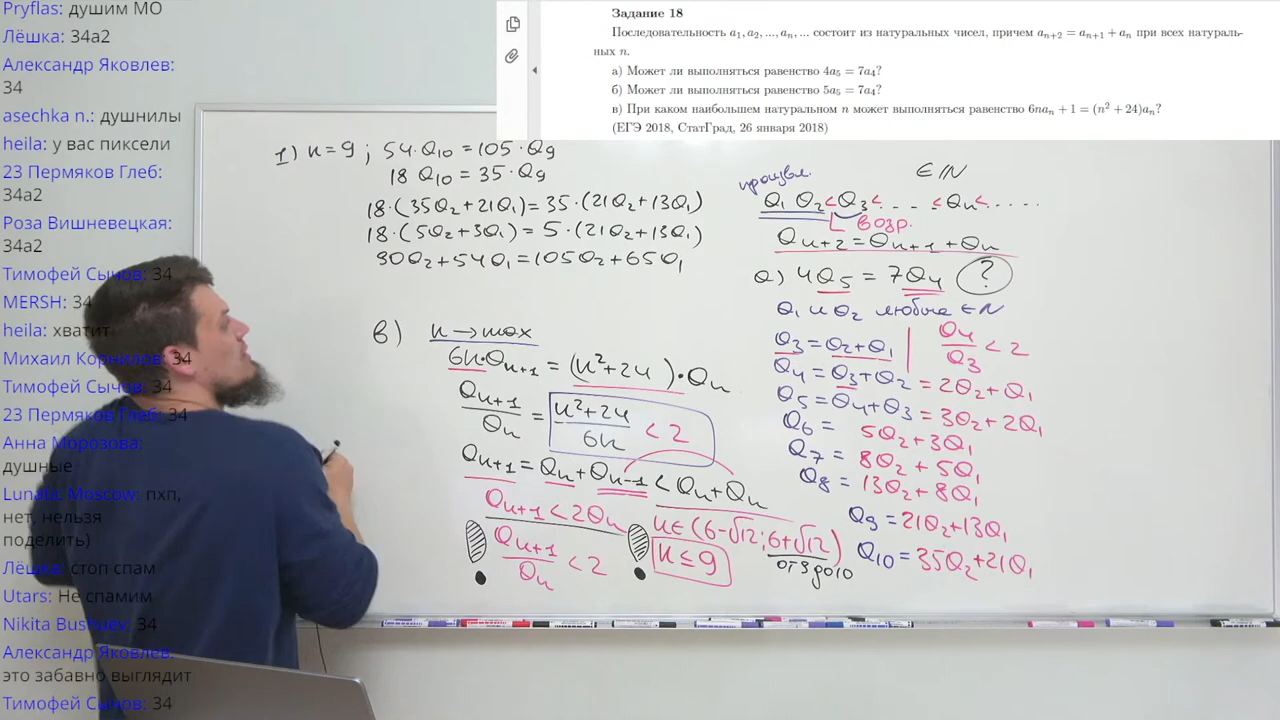 Pryflas: душим МО
Лёшка: 34а2
Александр Яковлев:
34
asechka n.: душнилы
heila: у вас пиксели
23 Пермяков Глеб:
34а2
Роза Вишневецкая:
34а2
Тимофей Сычов: 34
MERSH: 34
heila: хватит
Михаил Корнилов: 34
Тимофей Сычов: 34
23 Пермяков Глеб: 34
Анна Морозова:
душные
Lunata, Moscow: пхп,
нет, нельзя
поделить)
Лёшка: стоп спам
Utars: Не спамим
Nikita Bushuev: 34
Александр Яковлев:
это забавно выглядит
Тимофей Сычов: 34
Задание 18
Последовательность a₁, a₂, ..., aₙ, ... состоит из натуральных чисел, причем aₙ₊₂ = aₙ₊₁ + aₙ при всех натураль-
ных n.
а) Может ли выполняться равенство 4a₅ = 7a₄?
б) Может ли выполняться равенство 5a₅ = 7a₄?
в) При каком наибольшем натуральном n может выполняться равенство 6naₙ + 1 = (n² + 24)aₙ?
(ЕГЭ 2018, СтатГрад, 26 января 2018)
1) n=9 ; 54·a₁₀ = 105·a₉
18 a₁₀ = 35·a₉
18·(35a₂+21a₁) = 35·(21a₂+13a₁)
18·(5a₂+3a₁) = 5·(21a₂+13a₁)
90a₂+54a₁ = 105a₂+65a₁
в) n→max
6n·aₙ₊₁ = (n²+24)·aₙ
aₙ₊₁/aₙ = (n²+24)/6n < 2
aₙ₊₁ = aₙ+aₙ₋₁ < aₙ+aₙ
aₙ₊₁ < 2aₙ
n∈(6-√12; 6+√12)
aₙ₊₁/aₙ < 2
n ≤ 9
от 9 до 10
произвол. ∈ℕ
a₁ a₂ < a₃ < .... < aₙ < .....
возр.
aₙ₊₂ = aₙ₊₁ + aₙ
а) 4a₅ = 7a₄ ?
a₁ и a₂ любые ∈ℕ
a₃ = a₂+a₁ | a₄/a₃ < 2
a₄ = a₃+a₂ = 2a₂+a₁
a₅ = a₄+a₃ = 3a₂+2a₁
a₆ = 5a₂+3a₁
a₇ = 8a₂+5a₁
a₈ = 13a₂+8a₁
a₉ = 21a₂+13a₁
a₁₀ = 35a₂+21a₁